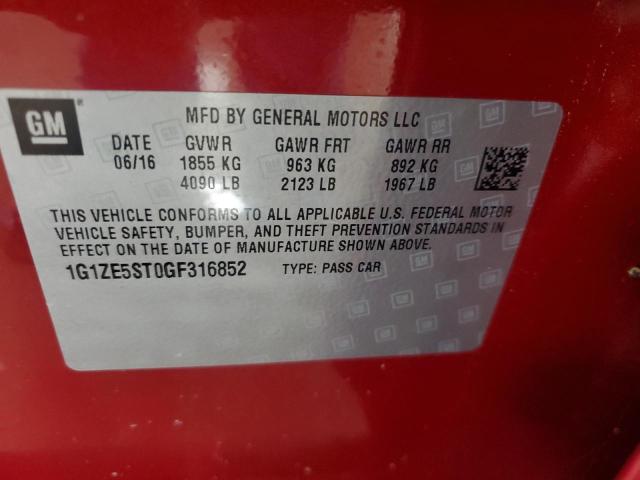 GM
MFD BY GENERAL MOTORS LLC
DATE GVWR GAWR FRT GAWR RR
06/16 1855 KG 963 KG 892 KG
4090 LB 2123 LB 1967 LB
THIS VEHICLE CONFORMS TO ALL APPLICABLE U.S. FEDERAL MOTOR
VEHICLE SAFETY, BUMPER, AND THEFT PREVENTION STANDARDS IN
EFFECT ON THE DATE OF MANUFACTURE SHOWN ABOVE.
1G1ZE5ST0GF316852 TYPE: PASS CAR